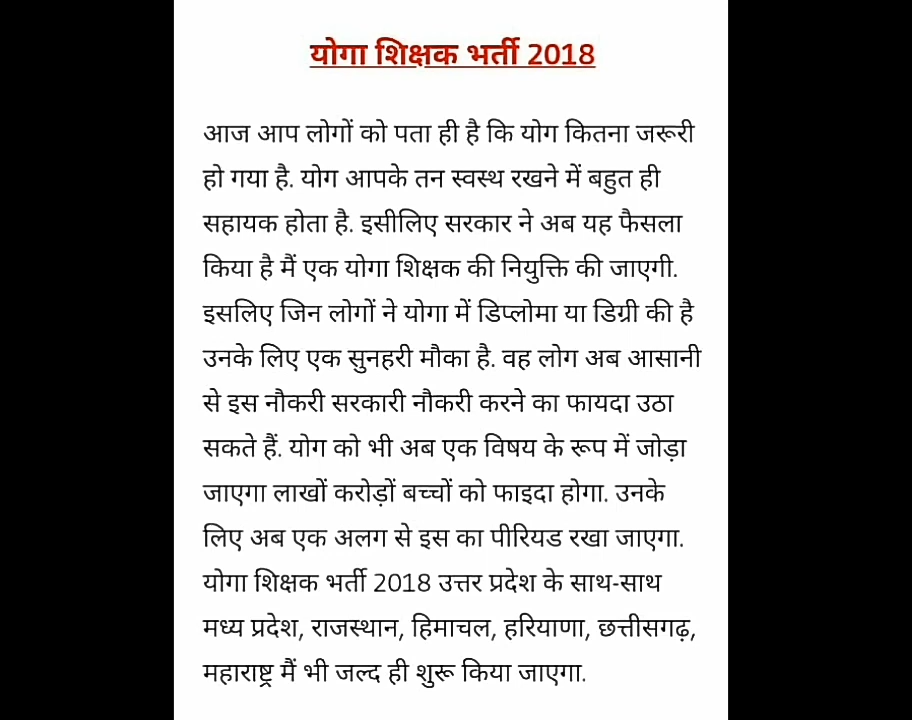 योगा शिक्षक भर्ती 2018
आज आप लोगों को पता ही है कि योग कितना जरूरी
हो गया है. योग आपके तन स्वस्थ रखने में बहुत ही
सहायक होता है. इसीलिए सरकार ने अब यह फैसला
किया है मैं एक योगा शिक्षक की नियुक्ति की जाएगी.
इसलिए जिन लोगों ने योगा में डिप्लोमा या डिग्री की है
उनके लिए एक सुनहरी मौका है. वह लोग अब आसानी
से इस नौकरी सरकारी नौकरी करने का फायदा उठा
सकते हैं. योग को भी अब एक विषय के रूप में जोड़ा
जाएगा लाखों करोड़ों बच्चों को फाइदा होगा. उनके
लिए अब एक अलग से इस का पीरियड रखा जाएगा.
योगा शिक्षक भर्ती 2018 उत्तर प्रदेश के साथ-साथ
मध्य प्रदेश, राजस्थान, हिमाचल, हरियाणा, छत्तीसगढ़,
महाराष्ट्र मैं भी जल्द ही शुरू किया जाएगा.